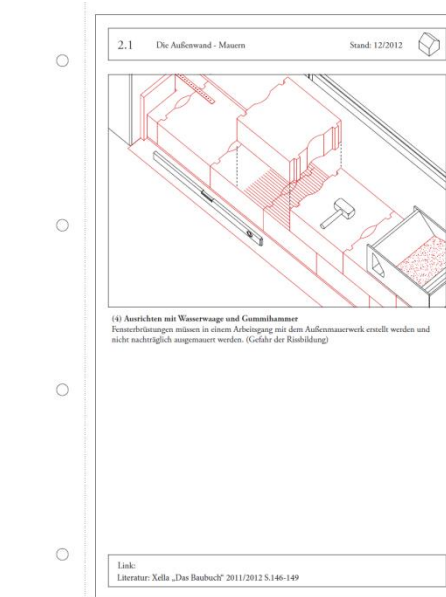 2.1 Die Außenwand - Mauern Stand: 12/2012
(4) Ausrichten mit Wasserwaage und Gummihammer
Fensterbrüstungen müssen in einem Arbeitsgang mit dem Außenmauerwerk erstellt werden und
nicht nachträglich ausgemauert werden. (Gefahr der Rissbildung)
Link:
Literatur: Xella „Das Baubuch" 2011/2012 S.146-149